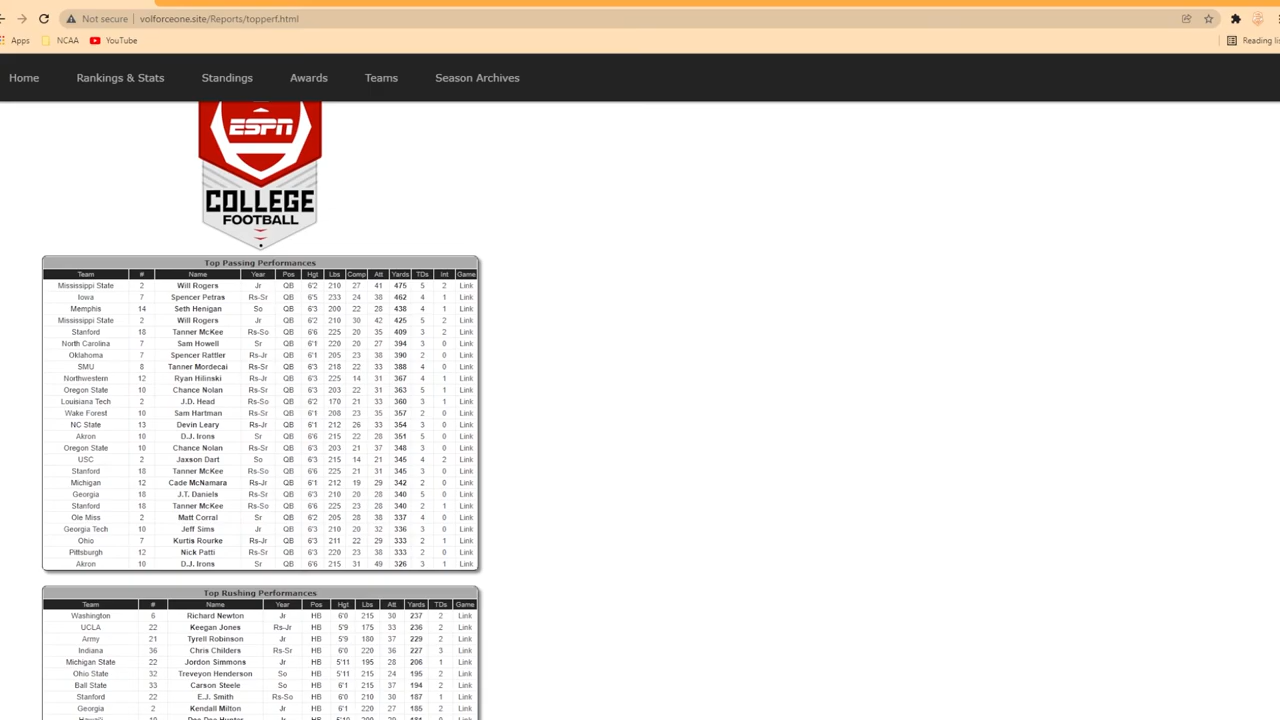 Not secure | volforceone.site/Reports/topperf.html
Apps NCAA YouTube Reading lis
Home Rankings & Stats Standings Awards Teams Season Archives
ESPN
COLLEGE
FOOTBALL
Top Passing Performances
Team # Name Year Pos Hgt Lbs Comp Att Yards TDs Int Game
Mississippi State 2 Will Rogers Jr QB 6'2 210 27 41 475 5 2 Link
Iowa 7 Spencer Petras Rs-Sr QB 6'5 233 24 38 462 4 1 Link
Memphis 14 Seth Henigan So QB 6'3 200 22 28 438 4 1 Link
Mississippi State 2 Will Rogers Jr QB 6'2 210 30 42 425 5 2 Link
Stanford 18 Tanner McKee Rs-So QB 6'6 225 20 35 409 3 2 Link
North Carolina 7 Sam Howell Sr QB 6'1 220 20 27 394 3 0 Link
Oklahoma 7 Spencer Rattler Rs-Jr QB 6'1 205 23 38 390 2 0 Link
SMU 8 Tanner Mordecai Rs-Sr QB 6'3 218 22 33 388 4 0 Link
Northwestern 12 Ryan Hilinski Rs-Jr QB 6'3 225 14 31 367 4 1 Link
Oregon State 10 Chance Nolan Rs-Sr QB 6'3 203 22 31 363 5 1 Link
Louisiana Tech 2 J.D. Head Rs-So QB 6'2 170 21 33 360 3 1 Link
Wake Forest 10 Sam Hartman Rs-Sr QB 6'1 208 23 35 357 2 0 Link
NC State 13 Devin Leary Rs-Sr QB 6'1 212 26 33 354 3 0 Link
Akron 10 D.J. Irons Sr QB 6'6 215 22 28 351 5 0 Link
Oregon State 10 Chance Nolan Rs-Sr QB 6'3 203 21 37 348 3 0 Link
USC 2 Jaxson Dart So QB 6'3 215 14 21 345 4 2 Link
Stanford 18 Tanner McKee Rs-So QB 6'6 225 21 31 345 3 0 Link
Michigan 12 Cade McNamara Rs-Jr QB 6'1 212 19 29 342 2 0 Link
Georgia 18 J.T. Daniels Rs-Sr QB 6'3 210 20 28 340 5 0 Link
Stanford 18 Tanner McKee Rs-So QB 6'6 225 23 28 340 2 1 Link
Ole Miss 2 Matt Corral Sr QB 6'2 205 28 38 337 4 0 Link
Georgia Tech 10 Jeff Sims Jr QB 6'3 210 20 32 336 3 0 Link
Ohio 7 Kurtis Rourke Rs-Jr QB 6'3 211 22 29 333 2 1 Link
Pittsburgh 12 Nick Patti Rs-Sr QB 6'3 220 23 38 333 2 0 Link
Akron 10 D.J. Irons Sr QB 6'6 215 31 49 326 3 1 Link
Top Rushing Performances
Team # Name Year Pos Hgt Lbs Att Yards TDs Game
Washington 6 Richard Newton Jr HB 6'0 215 30 237 2 Link
UCLA 22 Keegan Jones Rs-Jr HB 5'9 175 33 236 2 Link
Army 21 Tyrell Robinson Jr HB 5'9 180 37 229 2 Link
Indiana 36 Chris Childers Rs-Sr HB 6'0 220 36 227 3 Link
Michigan State 22 Jordon Simmons Jr HB 5'11 195 28 206 1 Link
Ohio State 32 Treveyon Henderson So HB 5'11 215 24 195 2 Link
Ball State 33 Carson Steele So HB 6'1 215 37 194 2 Link
Stanford 22 E.J. Smith Rs-So HB 6'0 210 30 187 1 Link
Georgia 2 Kendall Milton Jr HB 6'1 220 27 185 2 Link